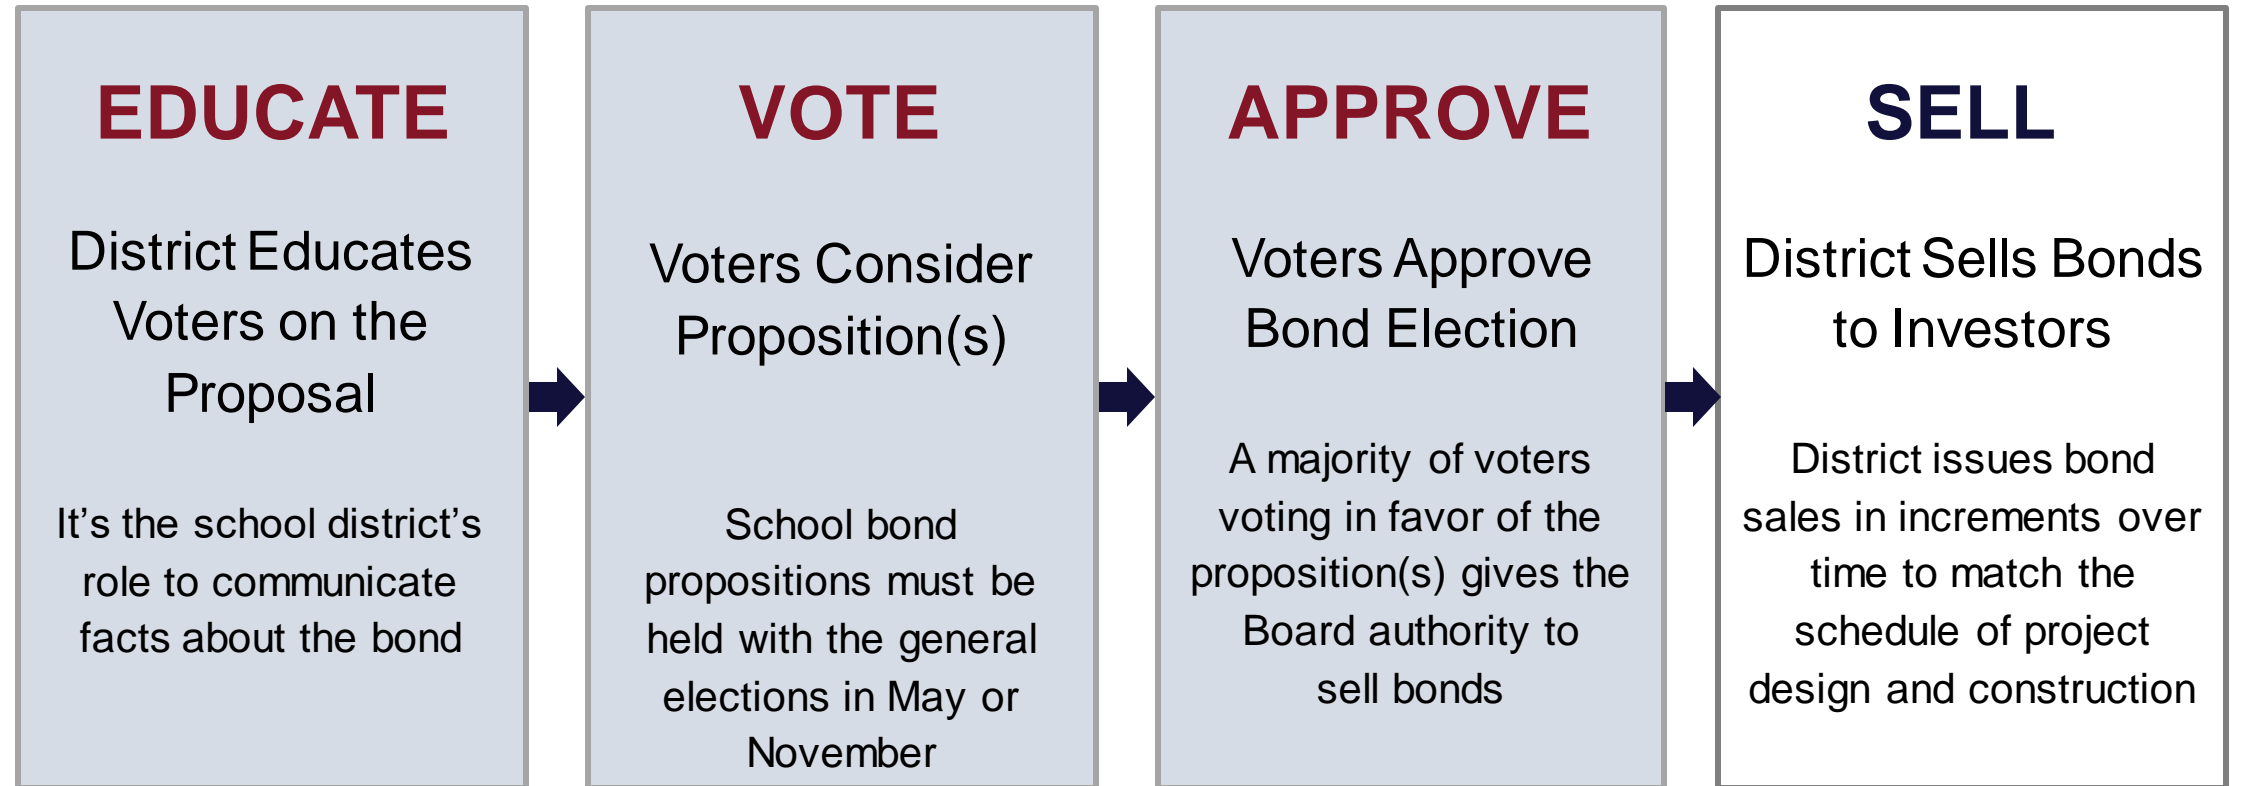 EDUCATE
District Educates
Voters on the
Proposal
It’s the school district’s
role to communicate
facts about the bond
VOTE
Voters Consider
Proposition(s)
School bond
propositions must be
held with the general
elections in May or
November
APPROVE
Voters Approve
Bond Election
A majority of voters
voting in favor of the
proposition(s) gives the
Board authority to
sell bonds
SELL
District Sells Bonds
to Investors
District issues bond
sales in increments over
time to match the
schedule of project
design and construction